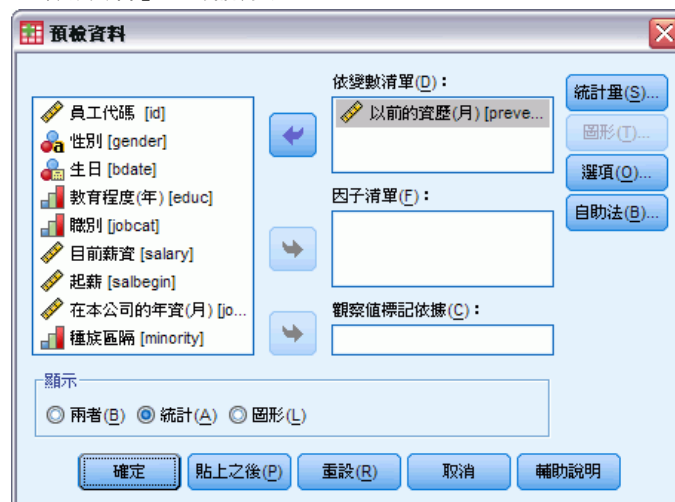 預檢資料
員工代碼 [id]
性別 [gender]
生日 [bdate]
教育程度(年) [educ]
職別 [jobcat]
目前薪資 [salary]
起薪 [salbegin]
在本公司的年資(月) [jo...
種族區隔 [minority]
依變數清單(D)：
以前的資歷(月) [preve...
因子清單(F)：
觀察值標記依據(C)：
統計量(S)...
圖形(T)...
選項(O)...
自助法(B)...
顯示
兩者(B) 統計(A) 圖形(L)
確定 貼上之後(P) 重設(R) 取消 輔助說明